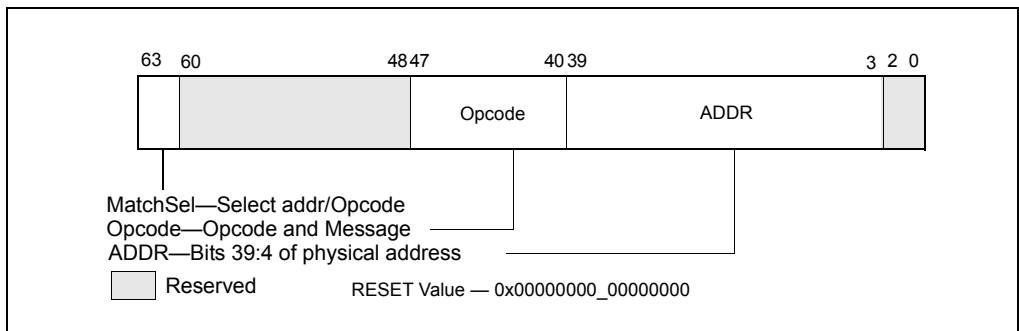 63 60 48 47 40 39 3 2 0
Opcode ADDR
MatchSel—Select addr/Opcode
Opcode—Opcode and Message
ADDR—Bits 39:4 of physical address
Reserved RESET Value — 0x00000000_00000000